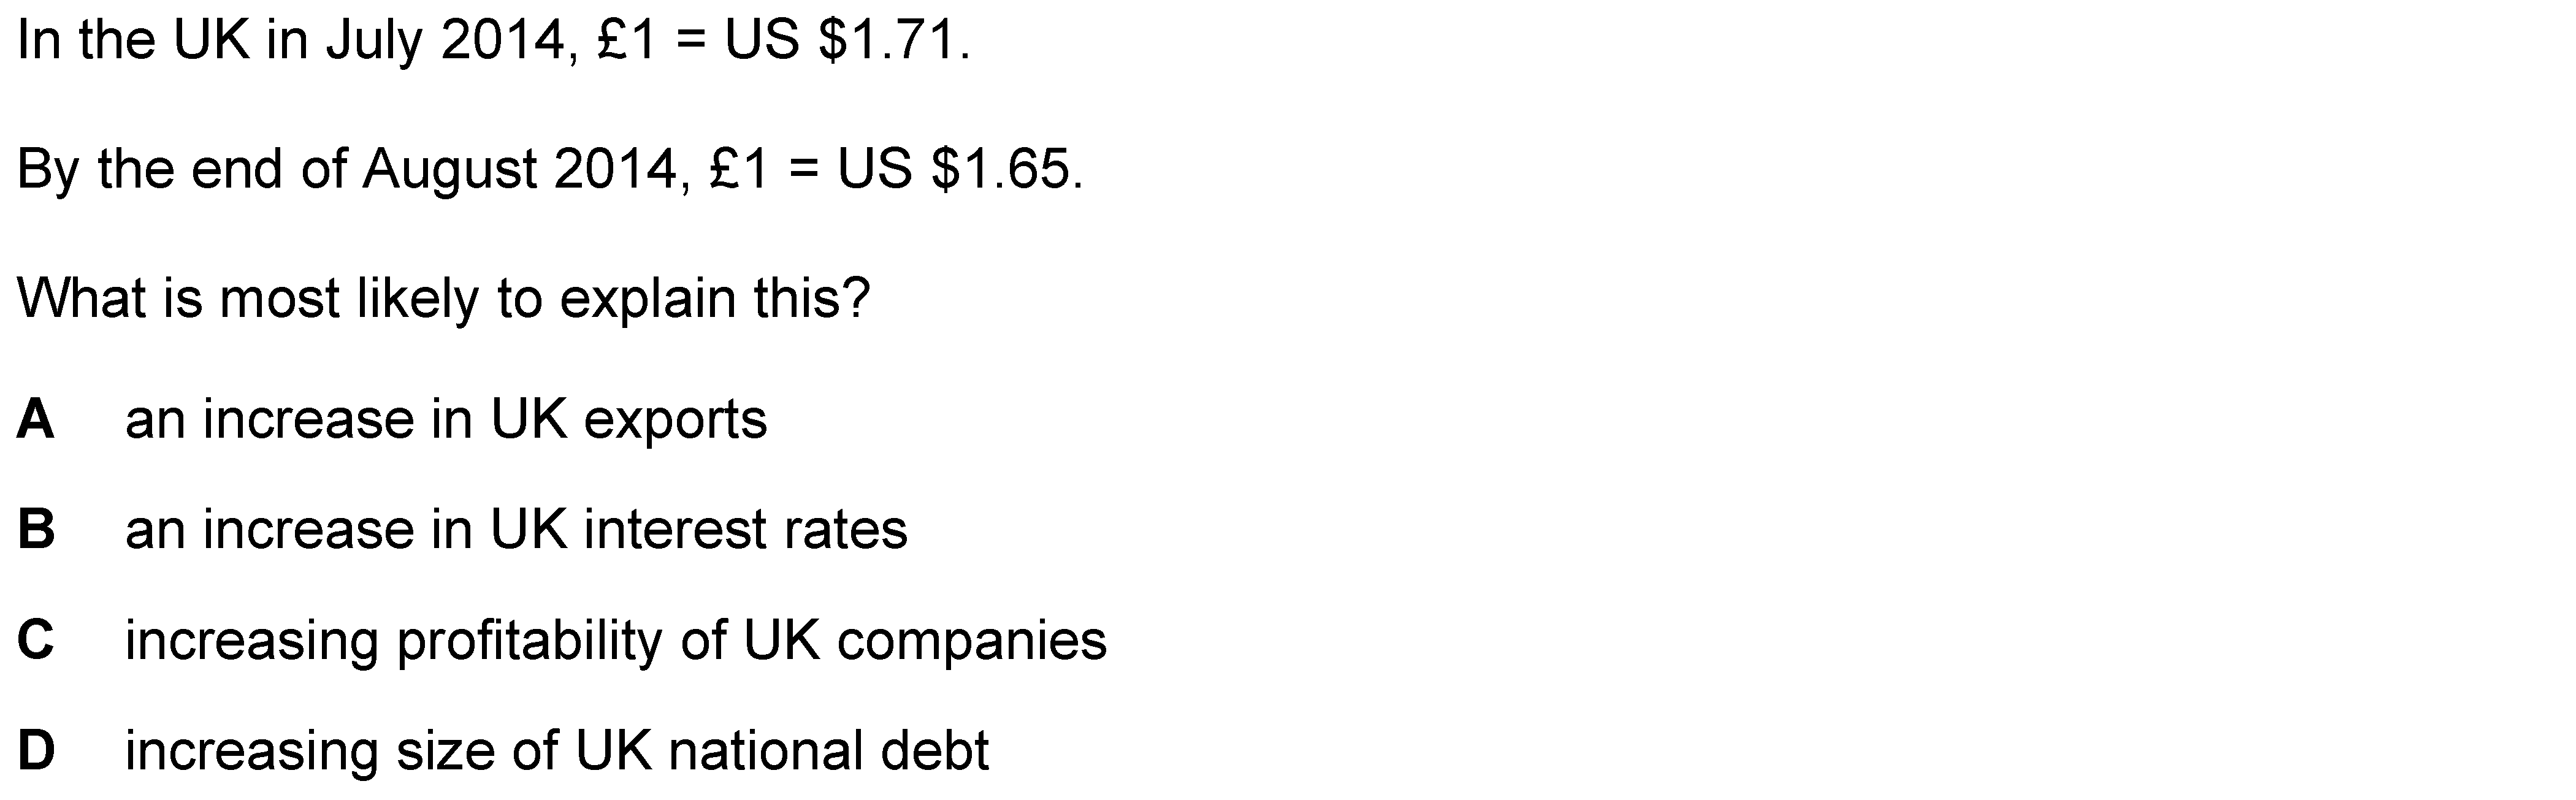 In the UK in July 2014, £1 = US $1.71.
By the end of August 2014, £1 = US $1.65.
What is most likely to explain this?
A an increase in UK exports
B an increase in UK interest rates
C increasing profitability of UK companies
D increasing size of UK national debt